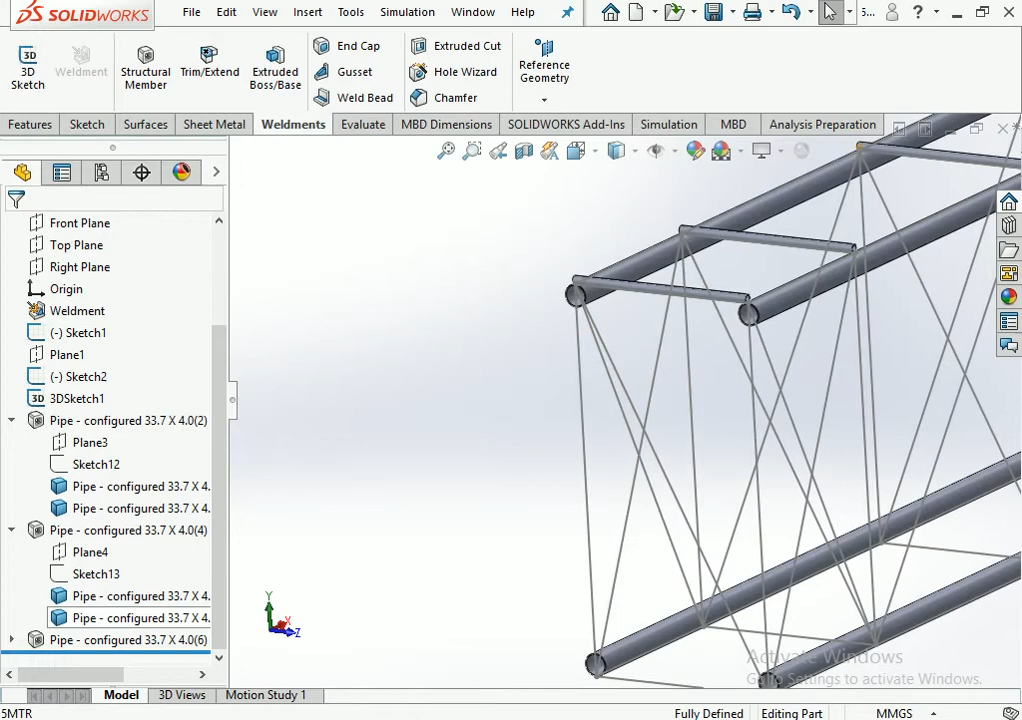 SOLIDWORKS File Edit View Insert Tools Simulation Window Help 5... ?
3D Sketch
Weldment
Structural Member
Trim/Extend
Extruded Boss/Base
End Cap
Gusset
Weld Bead
Extruded Cut
Hole Wizard
Chamfer
Reference Geometry
Features Sketch Surfaces Sheet Metal Weldments Evaluate MBD Dimensions SOLIDWORKS Add-Ins Simulation MBD Analysis Preparation
Front Plane
Top Plane
Right Plane
Origin
Weldment
(-) Sketch1
Plane1
(-) Sketch2
3D 3DSketch1
Pipe - configured 33.7 X 4.0(2)
Plane3
Sketch12
Pipe - configured 33.7 X 4.
Pipe - configured 33.7 X 4.
Pipe - configured 33.7 X 4.0(4)
Plane4
Sketch13
Pipe - configured 33.7 X 4.
Pipe - configured 33.7 X 4.
Pipe - configured 33.7 X 4.0(6)
Y
X
Z
Activate Windows
Go to Settings to activate Windows.
Model 3D Views Motion Study 1
5MTR Fully Defined Editing Part MMGS